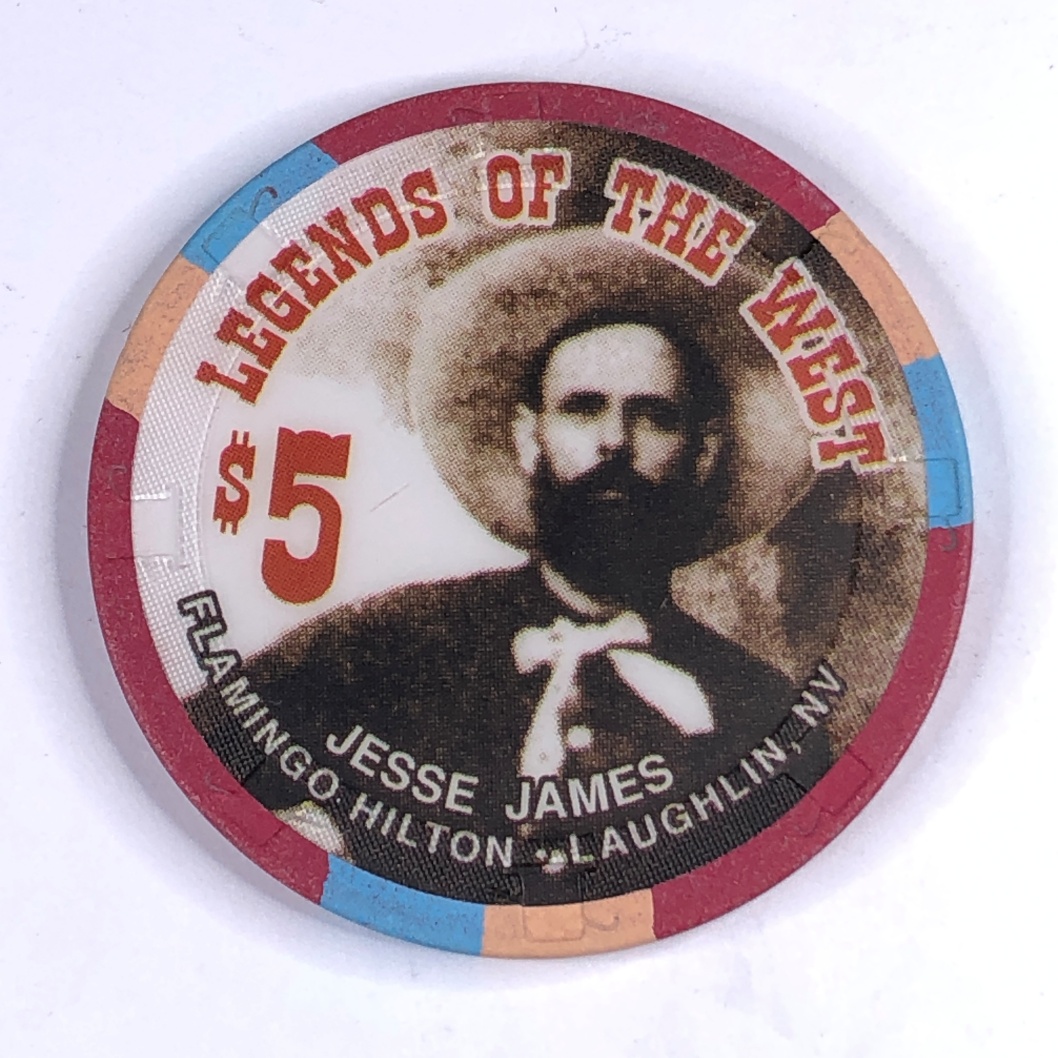 LEGENDS OF THE WEST
$5
JESSE JAMES
FLAMINGO HILTON • LAUGHLIN, NV